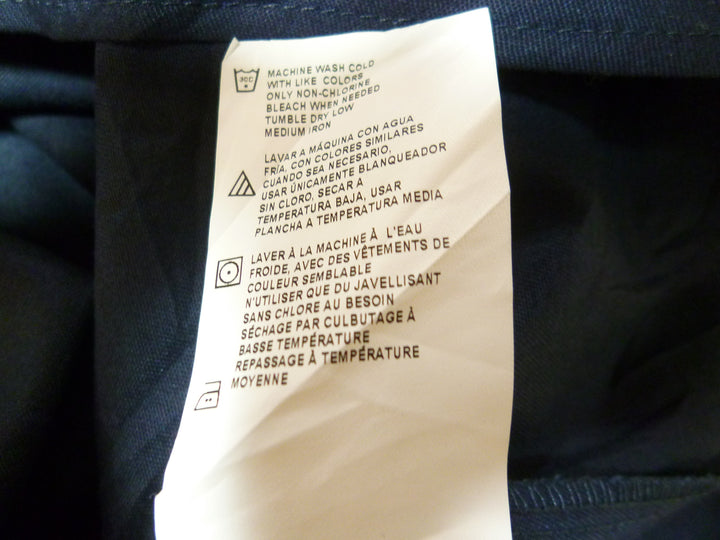 30C
MACHINE WASH COLD
WITH LIKE COLORS
ONLY NON-CHLORINE
BLEACH WHEN NEEDED
TUMBLE DRY LOW
MEDIUM IRON
LAVAR A MÁQUINA CON AGUA
FRÍA, CON COLORES SIMILARES
CUANDO SEA NECESARIO,
USAR ÚNICAMENTE BLANQUEADOR
SIN CLORO, SECAR A
TEMPERATURA BAJA, USAR
PLANCHA A TEMPERATURA MEDIA
LAVER À LA MACHINE À L'EAU
FROIDE, AVEC DES VÊTEMENTS DE
COULEUR SEMBLABLE
N'UTILISER QUE DU JAVELLISANT
SANS CHLORE AU BESOIN
SÉCHAGE PAR CULBUTAGE À
BASSE TEMPÉRATURE
REPASSAGE À TEMPÉRATURE
MOYENNE